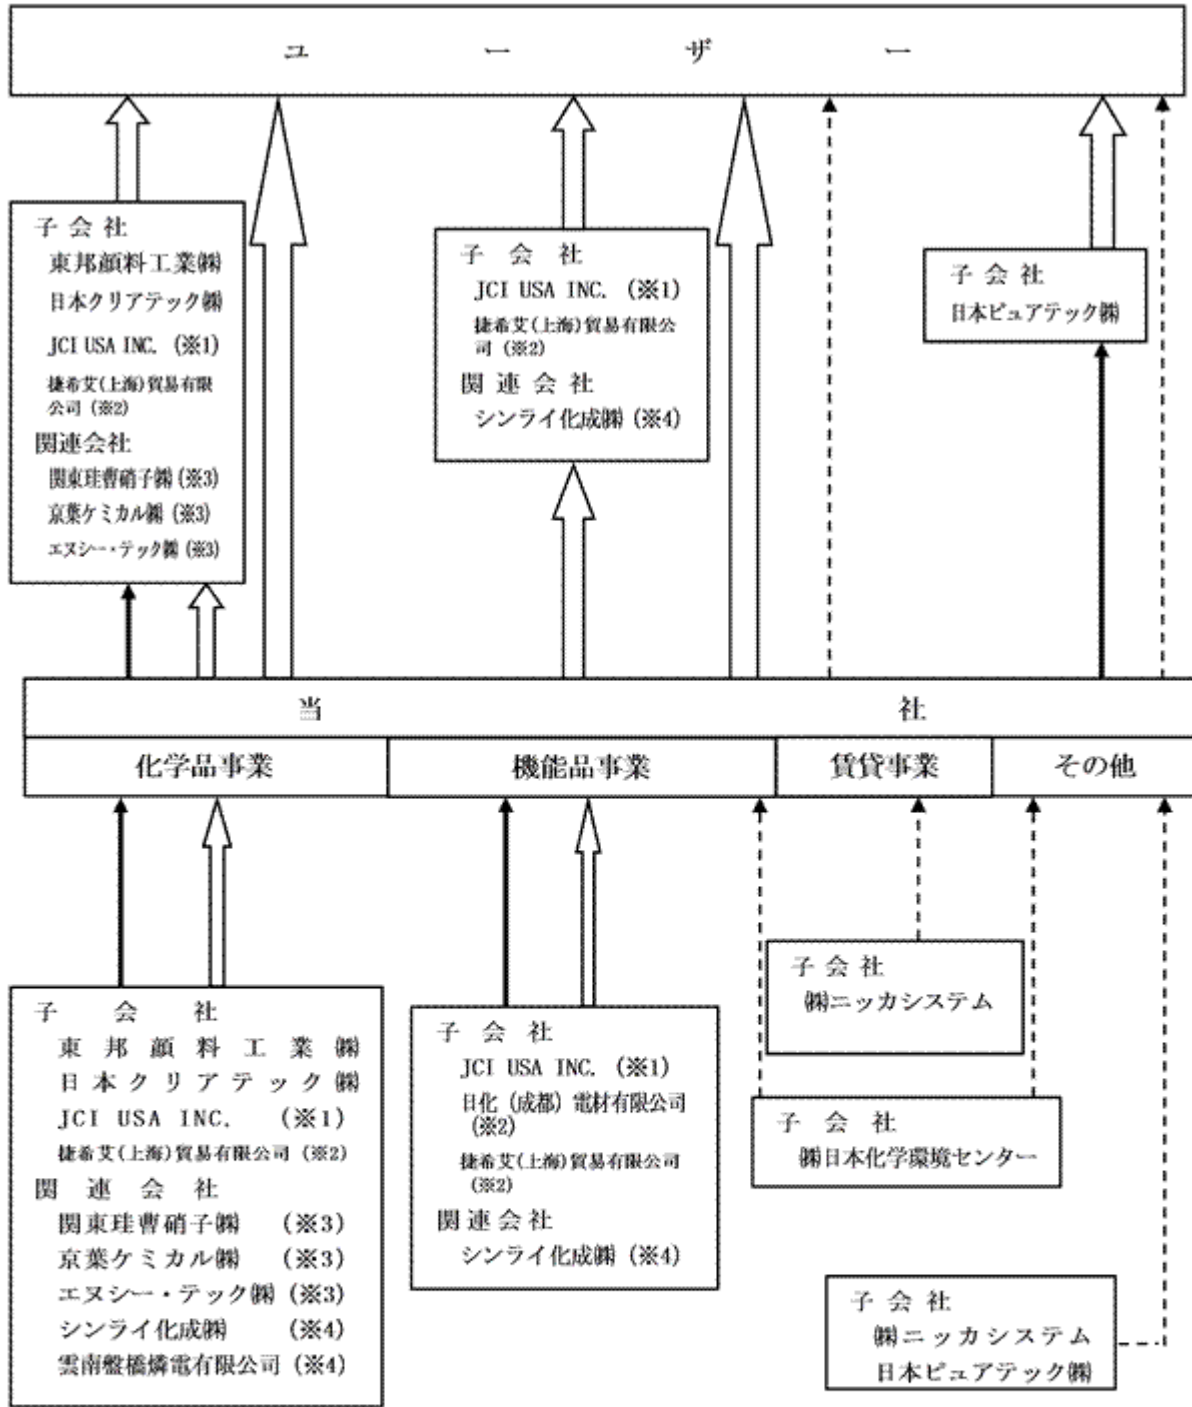 ユーザー
子会社
東邦顔料工業㈱
日本クリアテック㈱
JCI USA INC. (※1)
捷希艾(上海)貿易有限
公司 (※2)
関連会社
関東珪曹硝子㈱ (※3)
京葉ケミカル㈱ (※3)
エヌシー・テック㈱ (※3)
子会社
JCI USA INC. (※1)
捷希艾(上海)貿易有限公
司 (※2)
関連会社
シンライ化成㈱ (※4)
子会社
日本ピュアテック㈱
当社
化学品事業
機能品事業
賃貸事業
その他
子会社
東邦顔料工業㈱
日本クリアテック㈱
JCI USA INC. (※1)
捷希艾(上海)貿易有限公司 (※2)
関連会社
関東珪曹硝子㈱ (※3)
京葉ケミカル㈱ (※3)
エヌシー・テック㈱ (※3)
シンライ化成㈱ (※4)
雲南盤橋燐電有限公司 (※4)
子会社
JCI USA INC. (※1)
日化(成都)電材有限公司
(※2)
捷希艾(上海)貿易有限公司
(※2)
関連会社
シンライ化成㈱ (※4)
子会社
㈱ニッカシステム
子会社
㈱日本化学環境センター
子会社
㈱ニッカシステム
日本ピュアテック㈱